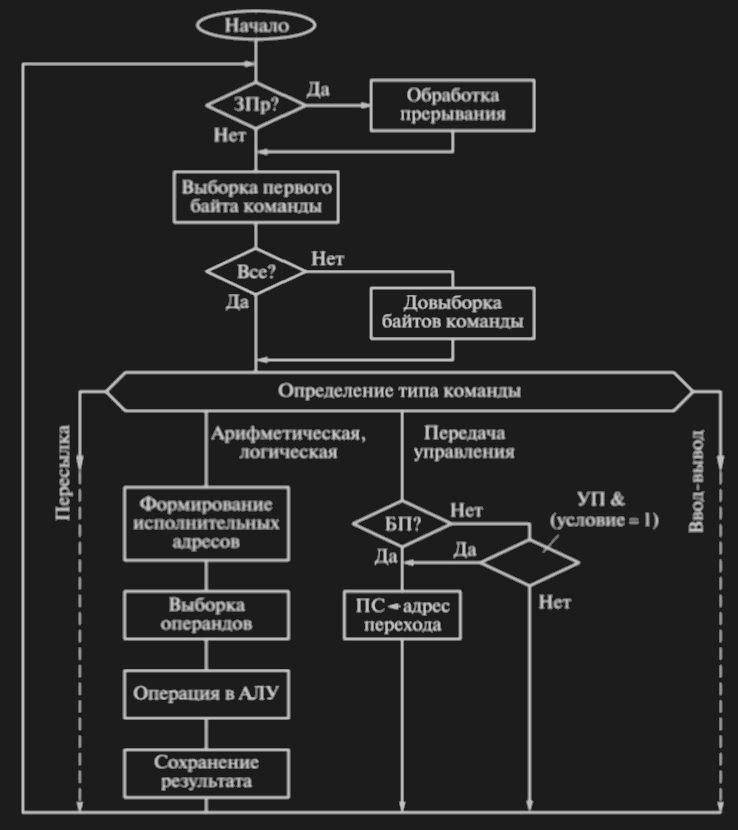 Начало
ЗПр?
Да
Обработка
прерывания
Нет
Выборка первого
байта команды
Все?
Нет
Да
Довыборка
байтов команды
Определение типа команды
Пересылка
Арифметическая,
логическая
Передача
управления
Ввод-вывод
Формирование
исполнительных
адресов
БП?
Нет
УП &
(условие = 1)
Да
Да
Нет
Выборка
операндов
ПС ◄ адрес
перехода
Операция в АЛУ
Сохранение
результата